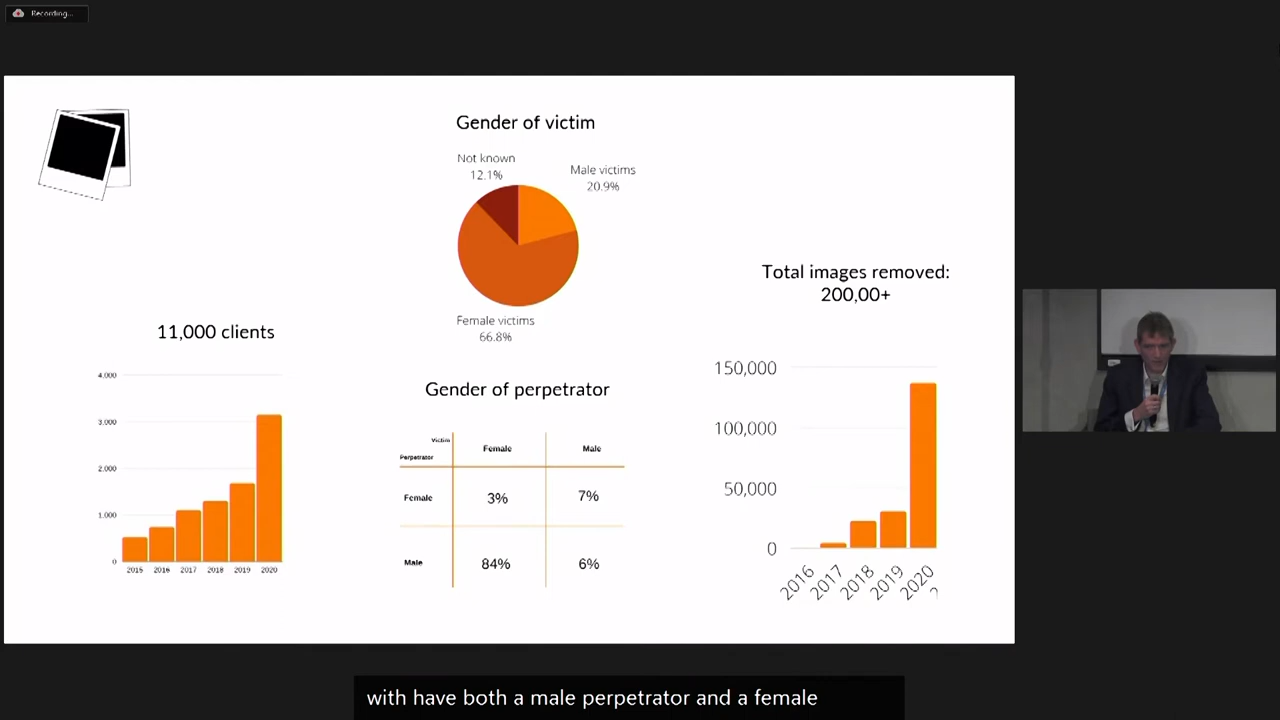 Recording...
Gender of victim
Not known
12.1%
Male victims
20.9%
Female victims
66.8%
Total images removed:
200,00+
11,000 clients
4.000
3.000
2.000
1.000
0
2015 2016 2017 2018 2019 2020
Gender of perpetrator
Victim
Perpetrator
Female Male
Female 3% 7%
Male 84% 6%
150,000
100,000
50,000
0
2016 2017 2018 2019 2020
?
with have both a male perpetrator and a female